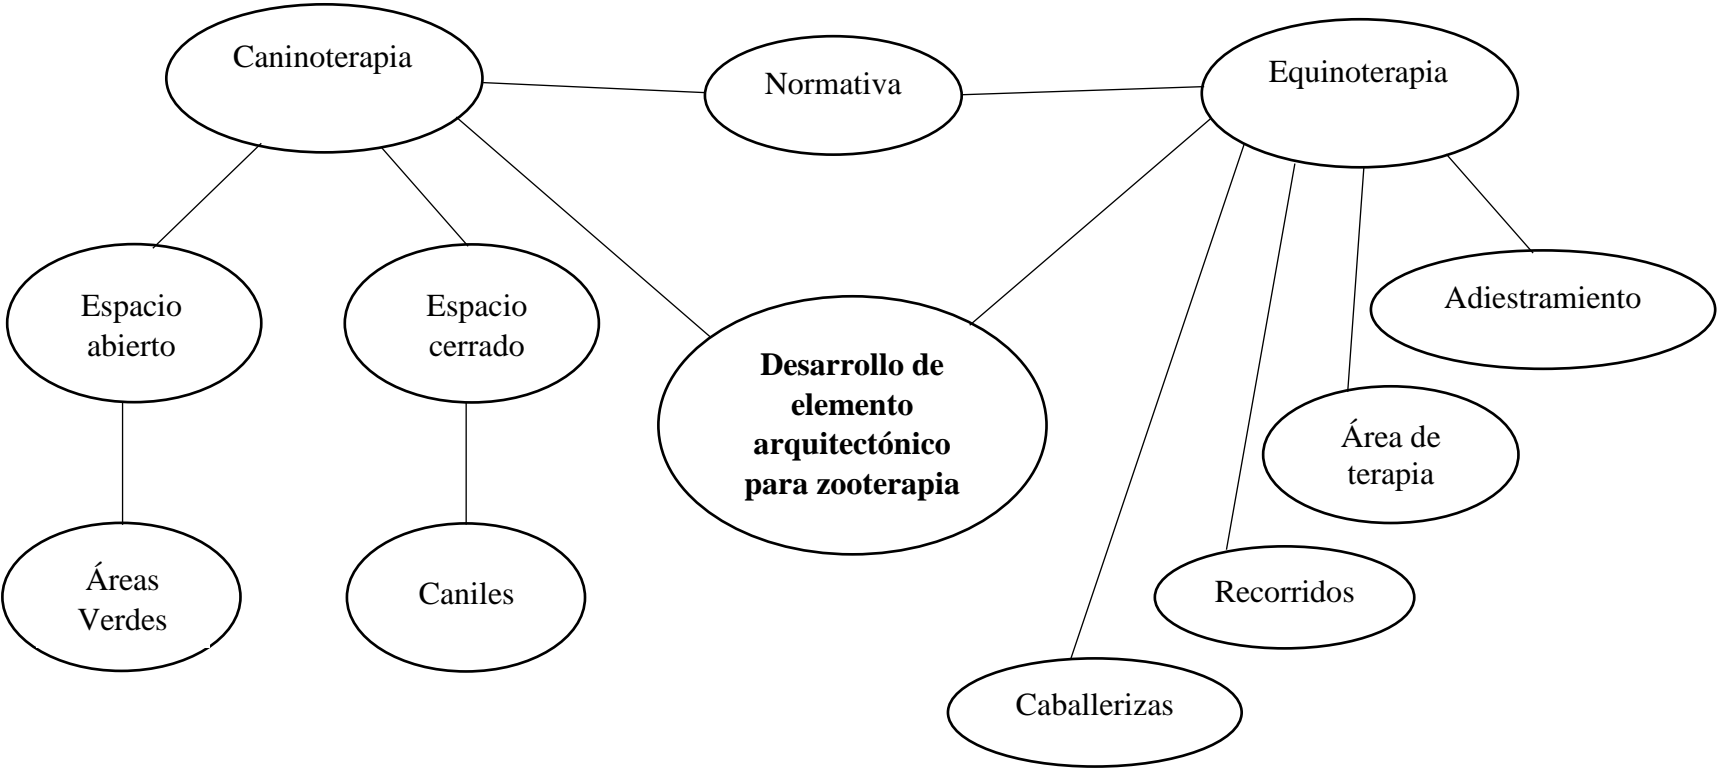 Caninoterapia
Normativa
Equinoterapia
Espacio
abierto
Espacio
cerrado
Desarrollo de
elemento
arquitectónico
para zooterapia
Adiestramiento
Área de
terapia
Áreas
Verdes
Caniles
Recorridos
Caballerizas